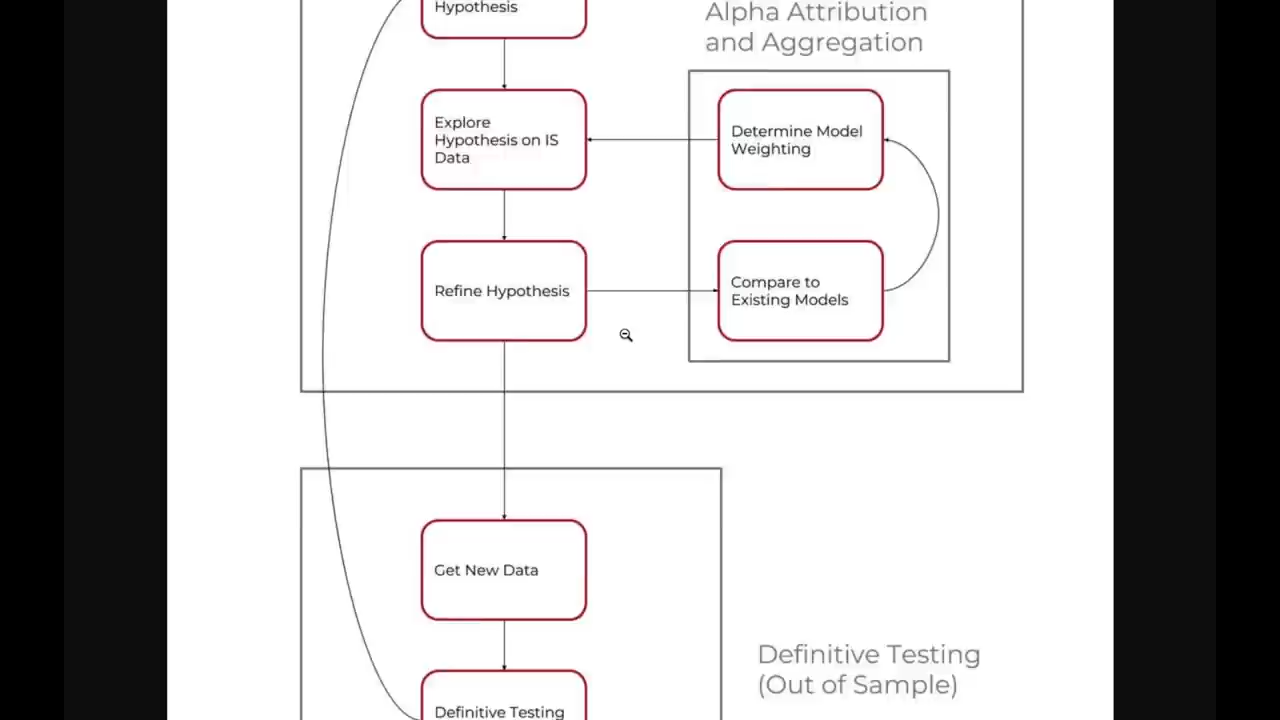 Hypothesis
Alpha Attribution
and Aggregation
Explore
Hypothesis on IS
Data
Determine Model
Weighting
Refine Hypothesis
Compare to
Existing Models
Get New Data
Definitive Testing
(Out of Sample)
Definitive Testing